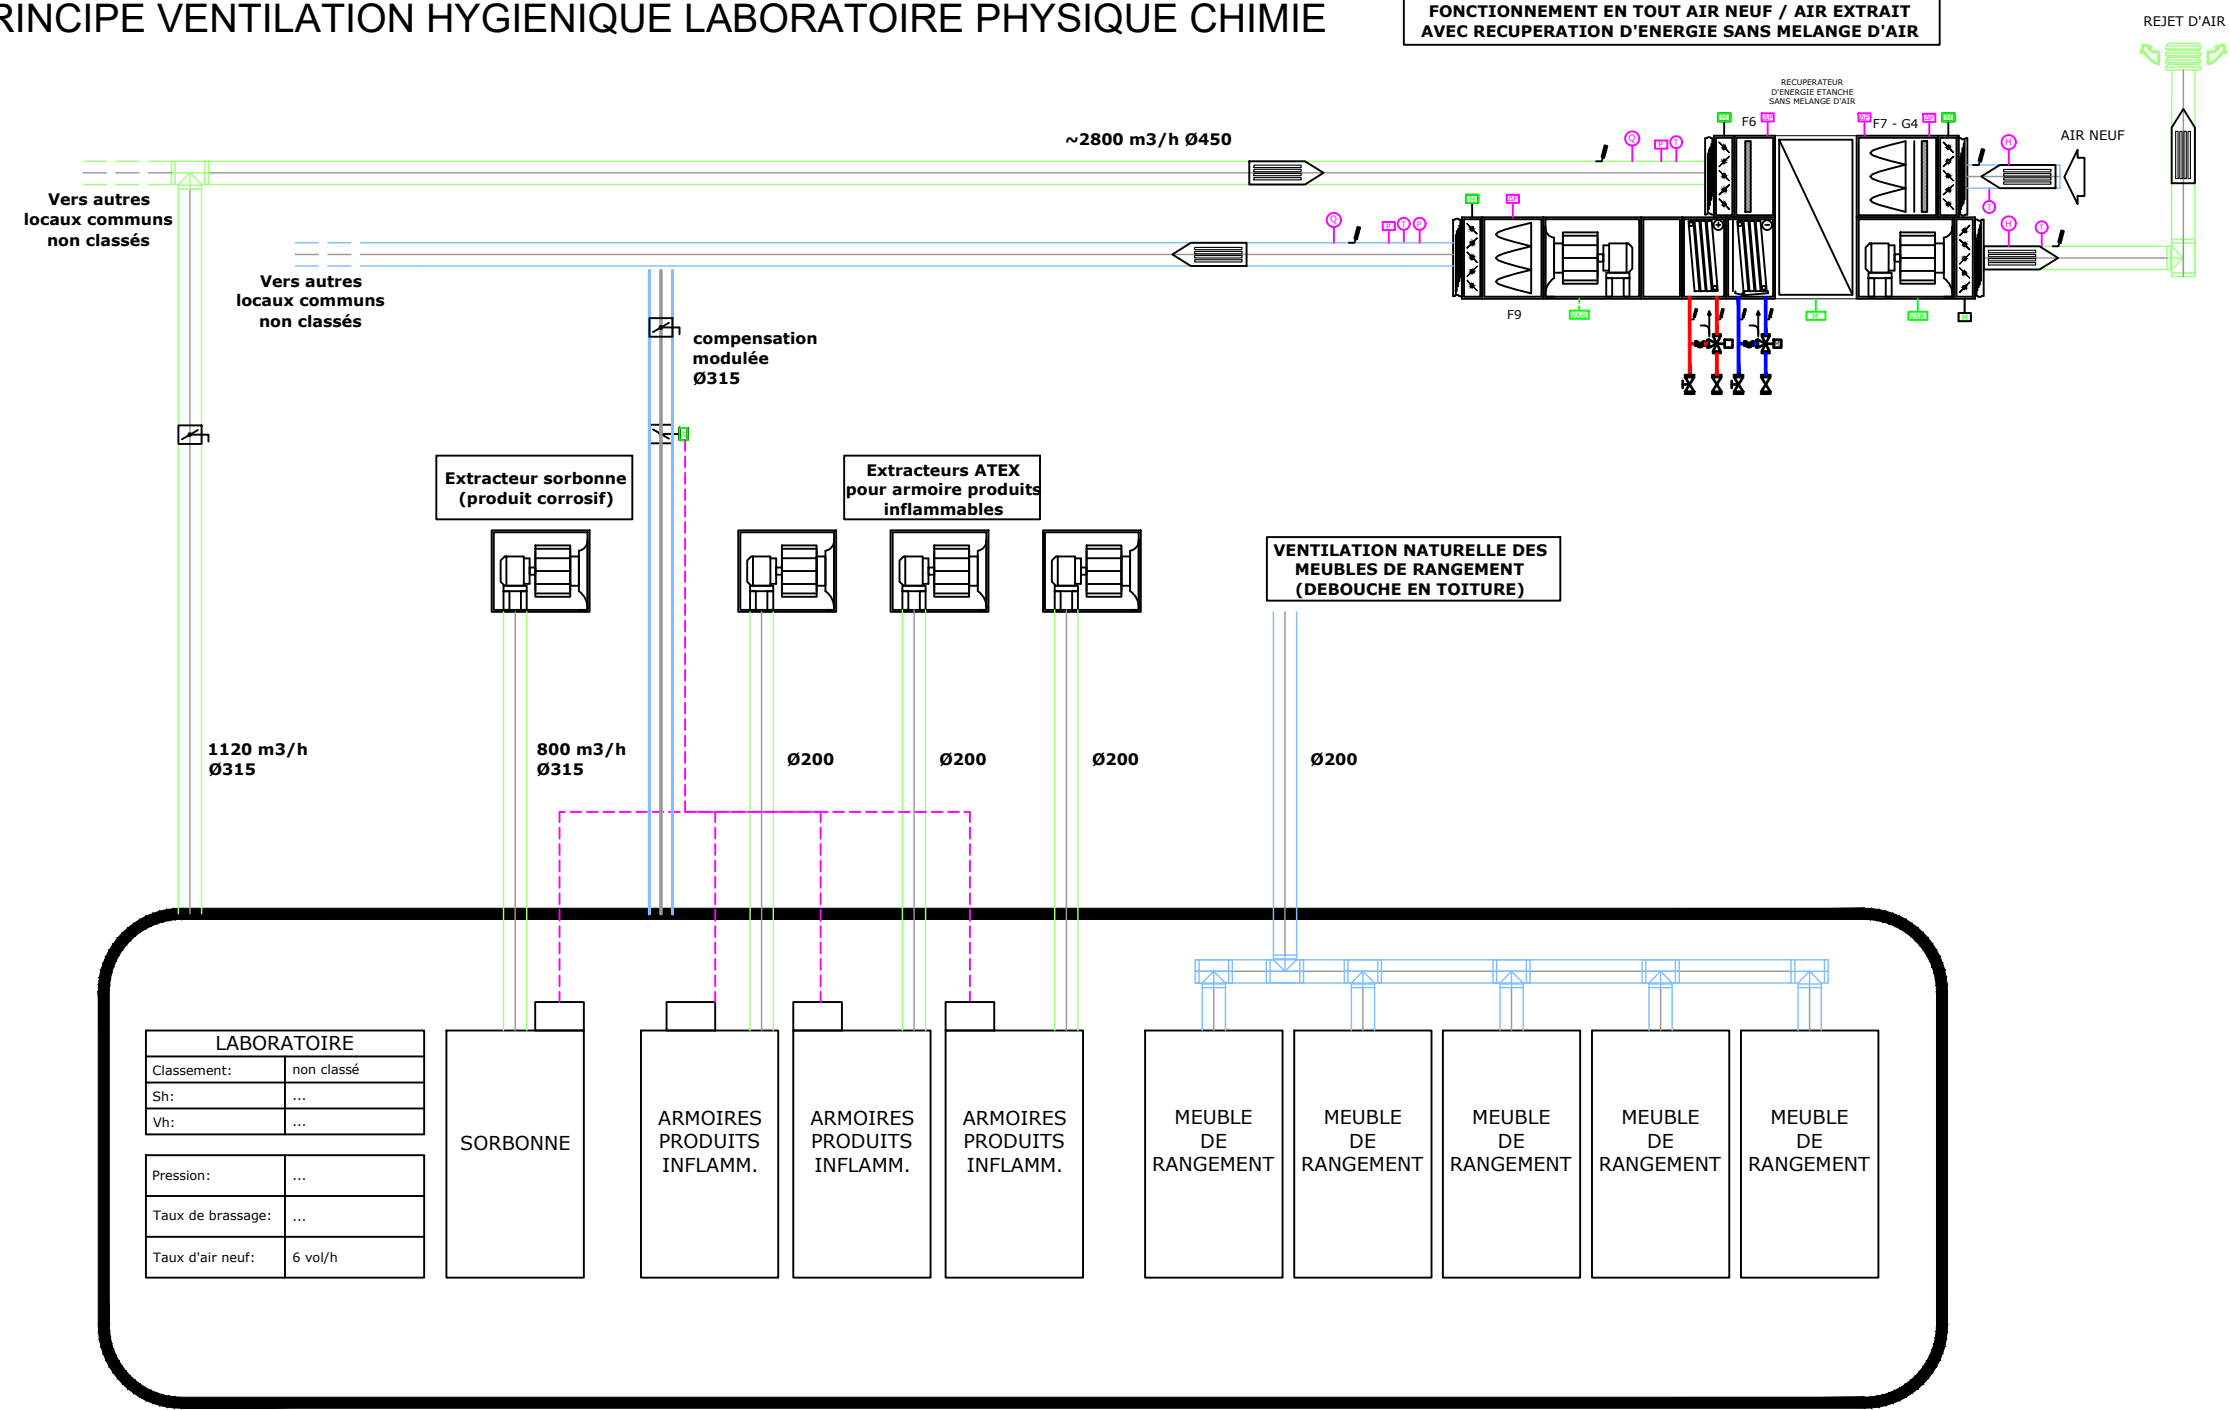 RINCIPE VENTILATION HYGIENIQUE LABORATOIRE PHYSIQUE CHIMIE
FONCTIONNEMENT EN TOUT AIR NEUF / AIR EXTRAIT
AVEC RECUPERATION D'ENERGIE SANS MELANGE D'AIR
REJET D'AIR
RECUPERATEUR
D'ENERGIE ETANCHE
SANS MELANGE D'AIR
F6
F7 - G4
AIR NEUF
~2800 m3/h Ø450
Q
P
T
H
T
Vers autres
locaux communs
non classés
Q
P
T
P
H
T
Vers autres
locaux communs
non classés
F9
compensation
modulée
Ø315
Extracteur sorbonne
(produit corrosif)
Extracteurs ATEX
pour armoire produits
inflammables
VENTILATION NATURELLE DES
MEUBLES DE RANGEMENT
(DEBOUCHE EN TOITURE)
1120 m3/h
Ø315
800 m3/h
Ø315
Ø200
Ø200
Ø200
Ø200
LABORATOIRE
Classement: non classé
Sh: ...
Vh: ...
Pression: ...
Taux de brassage: ...
Taux d'air neuf: 6 vol/h
SORBONNE
ARMOIRES
PRODUITS
INFLAMM.
ARMOIRES
PRODUITS
INFLAMM.
ARMOIRES
PRODUITS
INFLAMM.
MEUBLE
DE
RANGEMENT
MEUBLE
DE
RANGEMENT
MEUBLE
DE
RANGEMENT
MEUBLE
DE
RANGEMENT
MEUBLE
DE
RANGEMENT